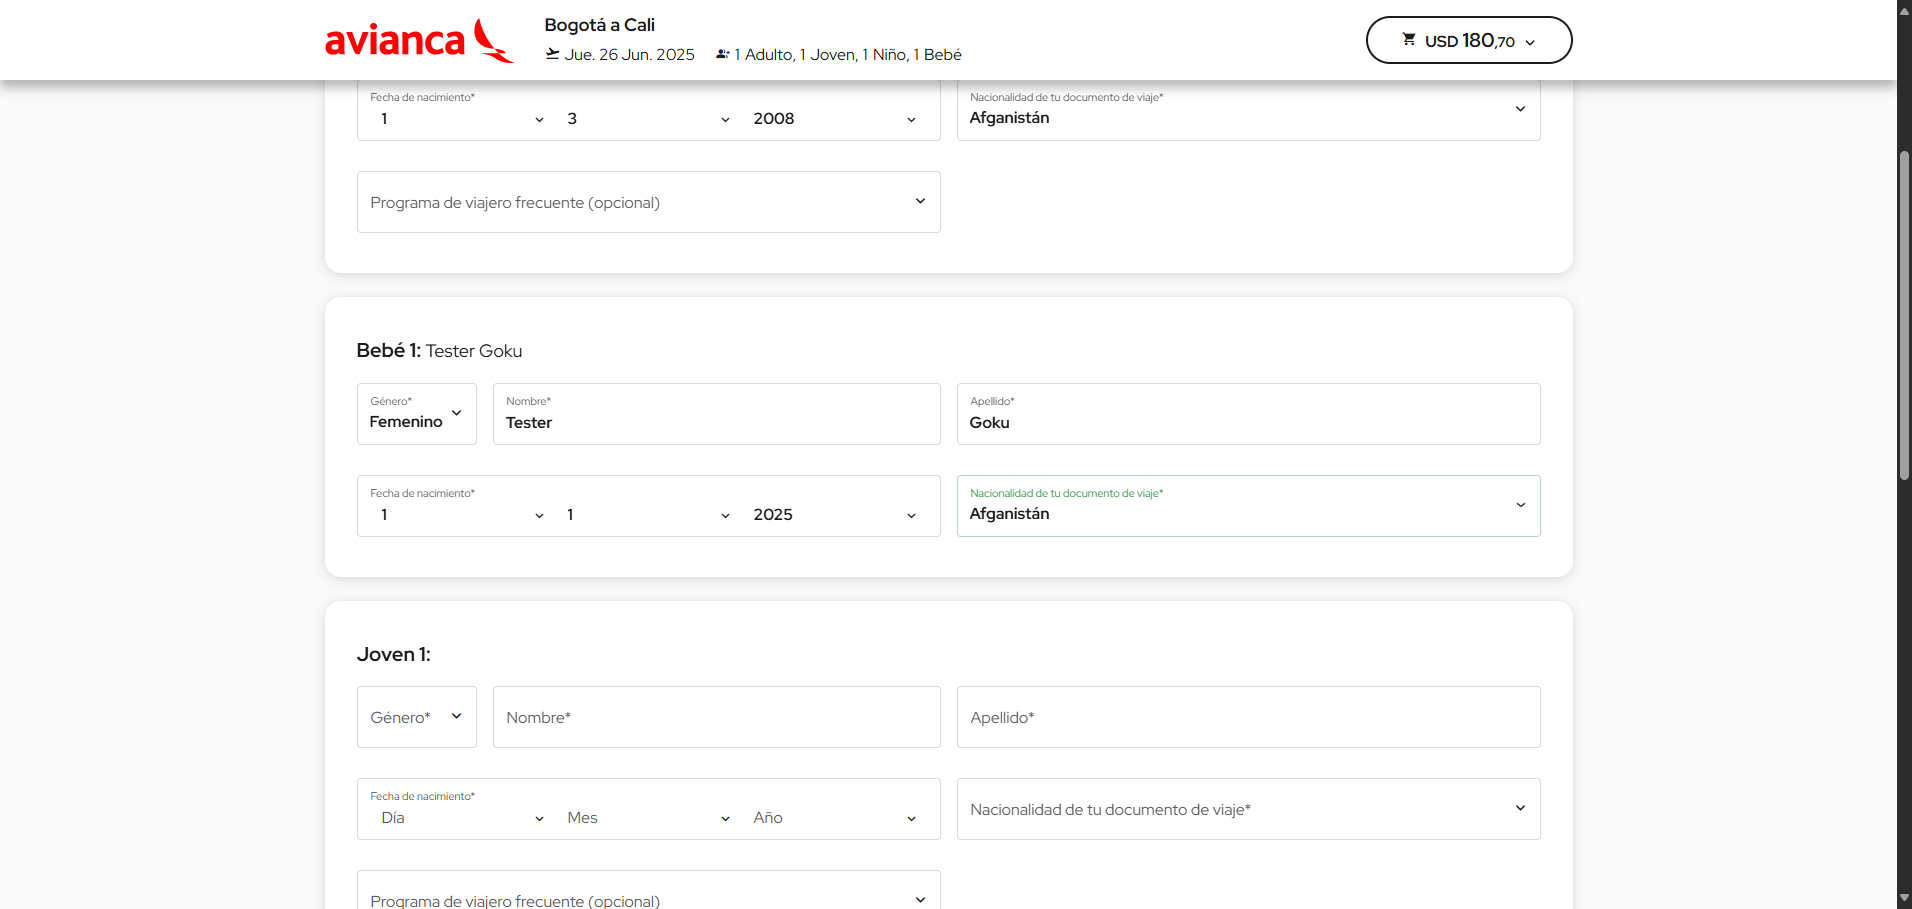 avianca
Bogotá a Cali
Jue. 26 Jun. 2025 1 Adulto, 1 Joven, 1 Niño, 1 Bebé
USD 180,70
Fecha de nacimiento*
1 3 2008
Nacionalidad de tu documento de viaje*
Afganistán
Programa de viajero frecuente (opcional)
Bebé 1: Tester Goku
Género*
Femenino
Nombre*
Tester
Apellido*
Goku
Fecha de nacimiento*
1 1 2025
Nacionalidad de tu documento de viaje*
Afganistán
Joven 1:
Género*
Nombre*
Apellido*
Fecha de nacimiento*
Día Mes Año
Nacionalidad de tu documento de viaje*
Programa de viajero frecuente (opcional)